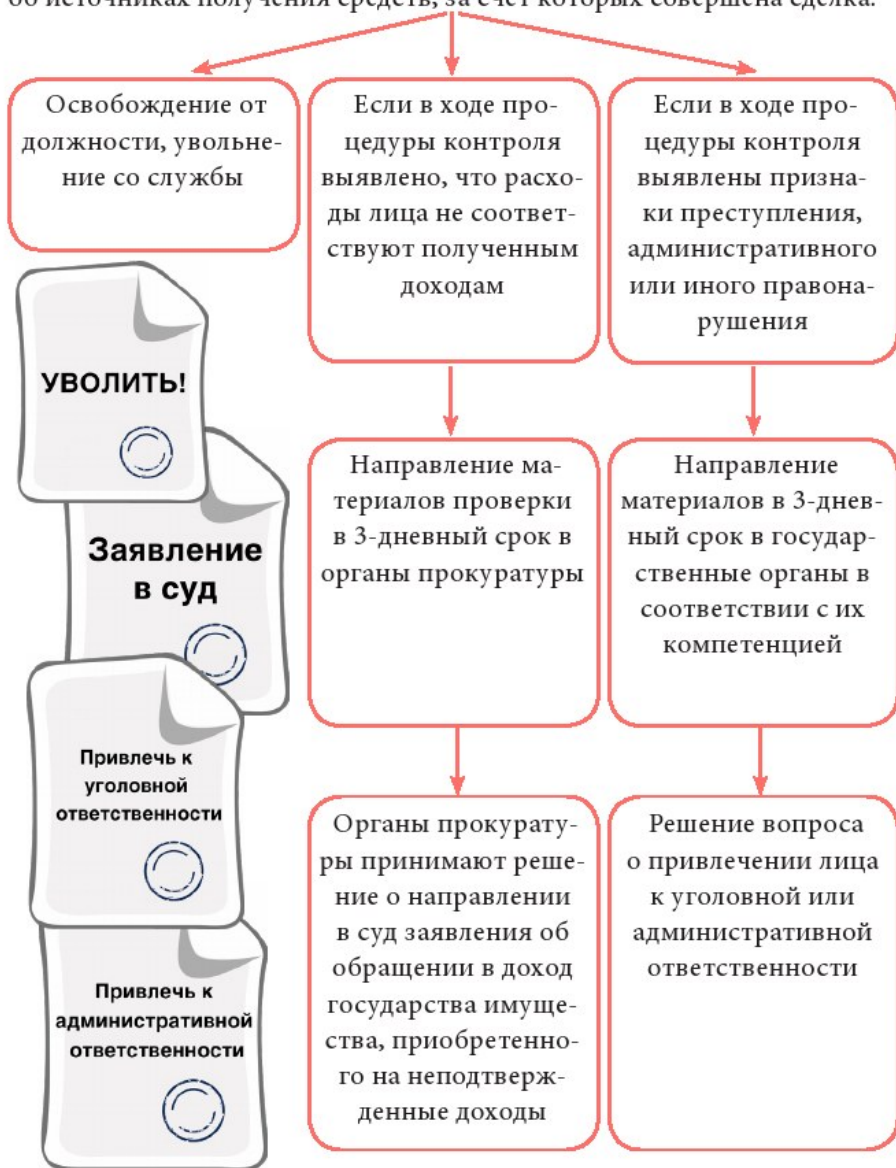 об источниках получения средств, за счет которых совершена сделка.
Освобождение от
должности, увольне-
ние со службы
Если в ходе про-
цедуры контроля
выявлено, что расхо-
ды лица не соответ-
ствуют полученным
доходам
Если в ходе про-
цедуры контроля
выявлены призна-
ки преступления,
административного
или иного правона-
рушения
УВОЛИТЬ!
Заявление
в суд
Привлечь к
уголовной
ответственности
Привлечь к
административной
ответственности
Направление ма-
териалов проверки
в 3-дневный срок в
органы прокуратуры
Направление
материалов в 3-днев-
ный срок в государ-
ственные органы в
соответствии с их
компетенцией
Органы прокурату-
ры принимают реше-
ние о направлении
в суд заявления об
обращении в доход
государства имуще-
ства, приобретенно-
го на неподтверж-
денные доходы
Решение вопроса
о привлечении лица
к уголовной или
административной
ответственности